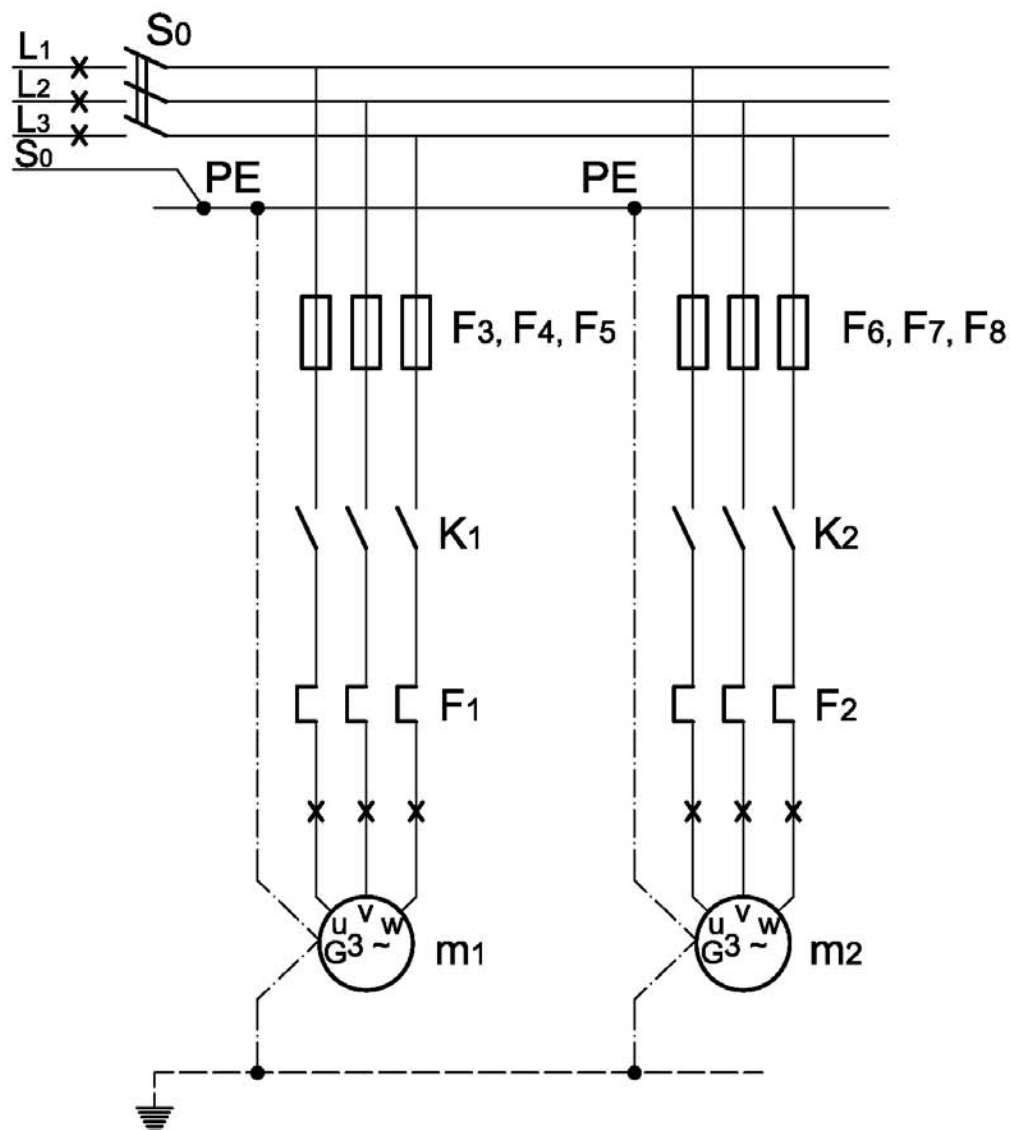 L1
S0
L2
L3
S0
PE
PE
F3, F4, F5
F6, F7, F8
K1
K2
F1
F2
u v w
G3 ~
m1
u v w
G3 ~
m2